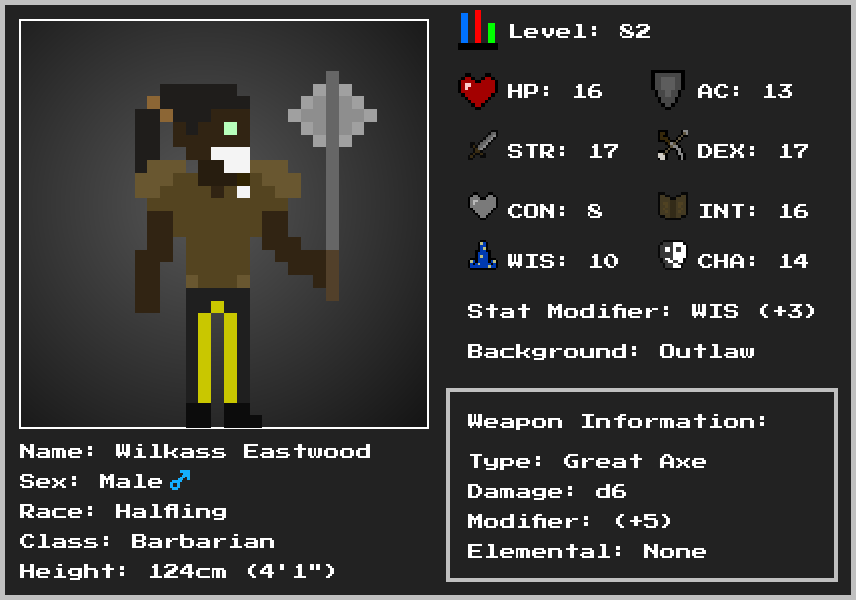 Level: 82
HP: 16
AC: 13
STR: 17
DEX: 17
CON: 8
INT: 16
WIS: 10
CHA: 14
Stat Modifier: WIS (+3)
Background: Outlaw
Weapon Information:
Type: Great Axe
Damage: d6
Modifier: (+5)
Elemental: None
Name: Wilkass Eastwood
Sex: Male ♂
Race: Halfling
Class: Barbarian
Height: 124cm (4'1")